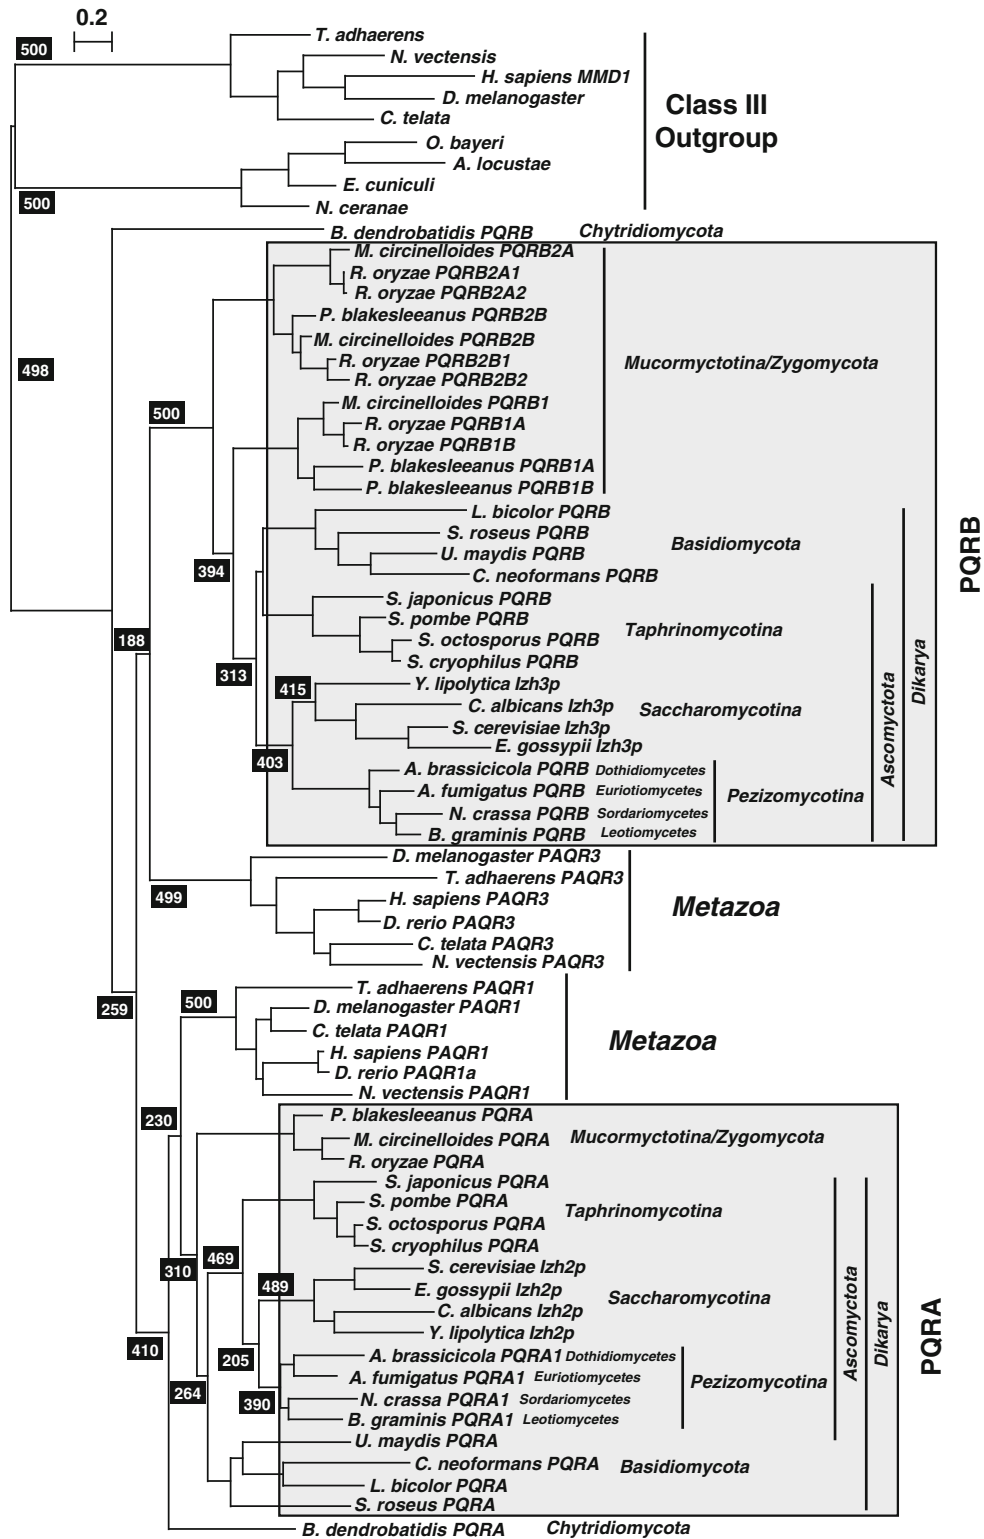 0.2
500
T. adhaerens
N. vectensis
H. sapiens MMD1
D. melanogaster
C. telata
Class III
Outgroup
O. bayeri
A. locustae
E. cuniculi
500
N. ceranae
B. dendrobatidis PQRB Chytridiomycota
M. circinelloides PQRB2A
R. oryzae PQRB2A1
R. oryzae PQRB2A2
P. blakesleeanus PQRB2B
M. circinelloides PQRB2B
R. oryzae PQRB2B1
Mucormyctotina/Zygomycota
498
R. oryzae PQRB2B2
M. circinelloides PQRB1
500
R. oryzae PQRB1A
R. oryzae PQRB1B
P. blakesleeanus PQRB1A
P. blakesleeanus PQRB1B
L. bicolor PQRB
S. roseus PQRB
Basidiomycota
U. maydis PQRB
PQRB
394
C. neoformans PQRB
S. japonicus PQRB
S. pombe PQRB
Taphrinomycotina
188
S. octosporus PQRB
S. cryophilus PQRB
Dikarya
313
415
Y. lipolytica Izh3p
C. albicans Izh3p
Saccharomycotina
Ascomyctota
S. cerevisiae Izh3p
E. gossypii Izh3p
403
A. brassicicola PQRB Dothidiomycetes
A. fumigatus PQRB Euriotiomycetes
Pezizomycotina
N. crassa PQRB Sordariomycetes
B. graminis PQRB Leotiomycetes
D. melanogaster PAQR3
T. adhaerens PAQR3
499
H. sapiens PAQR3
Metazoa
D. rerio PAQR3
C. telata PAQR3
N. vectensis PAQR3
T. adhaerens PAQR1
500
259
D. melanogaster PAQR1
C. telata PAQR1
Metazoa
H. sapiens PAQR1
D. rerio PAQR1a
N. vectensis PAQR1
230
P. blakesleeanus PQRA
M. circinelloides PQRA
Mucormyctotina/Zygomycota
R. oryzae PQRA
S. japonicus PQRA
S. pombe PQRA
Taphrinomycotina
S. octosporus PQRA
S. cryophilus PQRA
469
310
S. cerevisiae Izh2p
489
E. gossypii Izh2p
Saccharomycotina
C. albicans Izh2p
Y. lipolytica Izh2p
Ascomyctota
Dikarya
PQRA
410
205
A. brassicicola PQRA1 Dothidiomycetes
A. fumigatus PQRA1 Euriotiomycetes
Pezizomycotina
264
390
N. crassa PQRA1 Sordariomycetes
B. graminis PQRA1 Leotiomycetes
U. maydis PQRA
C. neoformans PQRA
Basidiomycota
L. bicolor PQRA
S. roseus PQRA
B. dendrobatidis PQRA Chytridiomycota